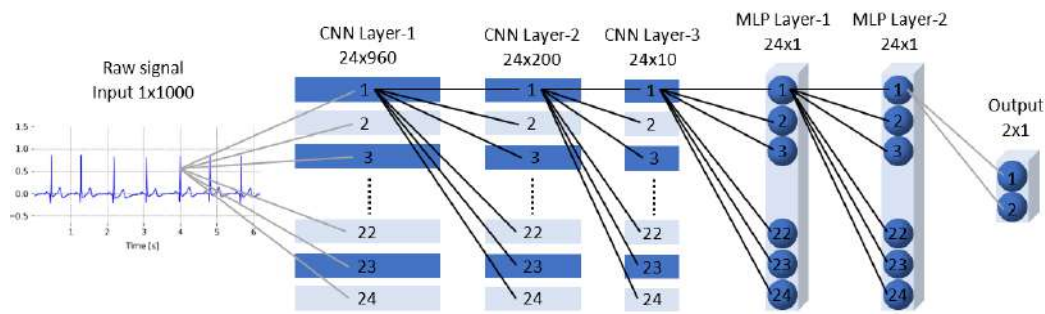 Raw signal
Input 1x1000
1.5
1.0
0.5
0.0
−0.5
1 2 3 4 5 6
Time [s]
CNN Layer-1
24x960
1
2
3
22
23
24
CNN Layer-2
24x200
1
2
3
22
23
24
CNN Layer-3
24x10
1
2
3
22
23
24
MLP Layer-1
24x1
1
2
3
22
23
24
MLP Layer-2
24x1
1
2
3
22
23
24
Output
2x1
1
2